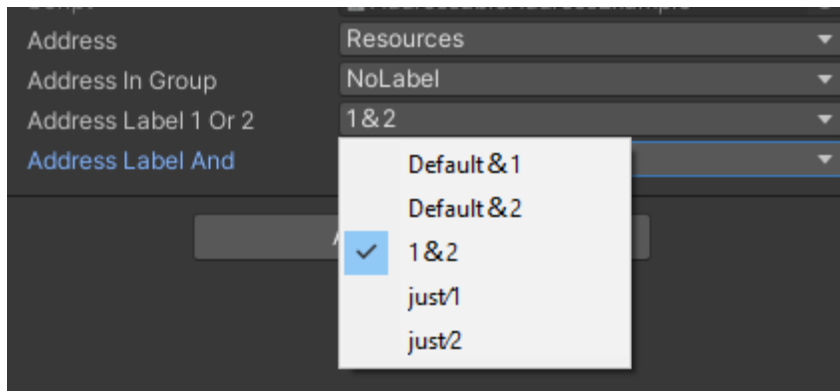 Address Resources
Address In Group NoLabel
Address Label 1 Or 2 1&2
Address Label And
Default&1
Default&2
1&2
just⁄1
just⁄2